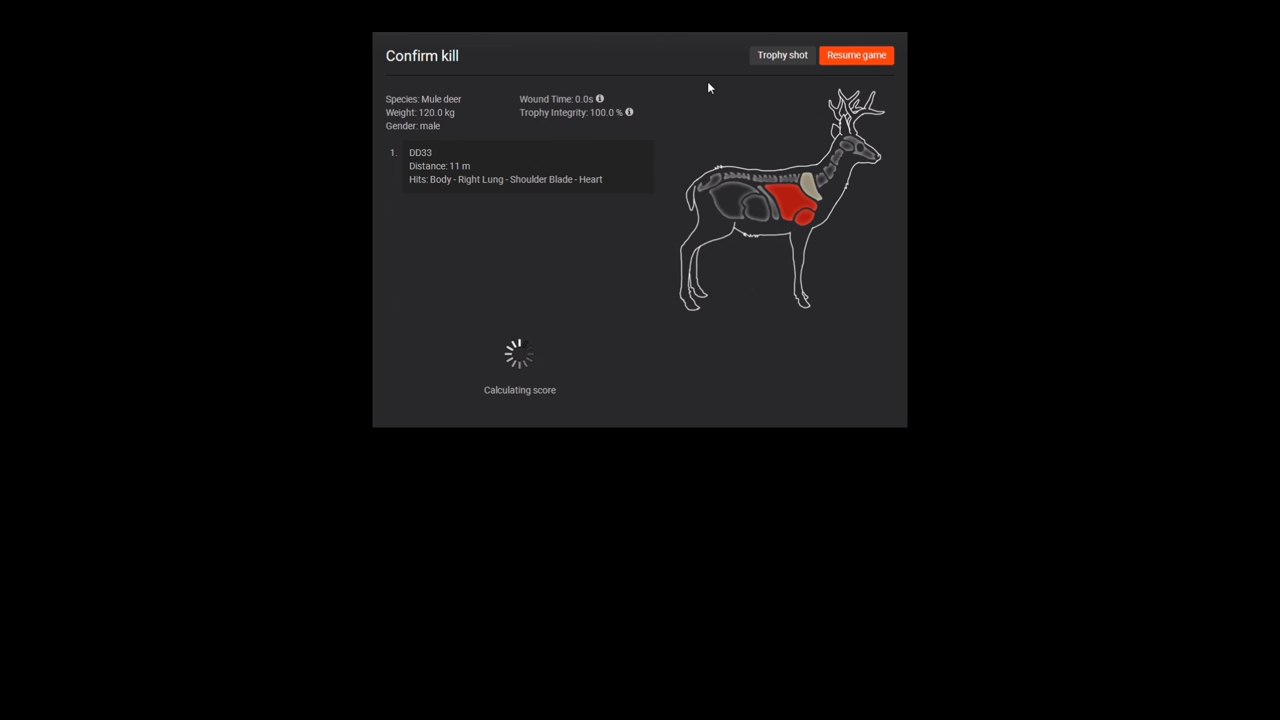 Confirm kill
Trophy shot
Resume game
Species: Mule deer
Weight: 120.0 kg
Gender: male
Wound Time: 0.0s
Trophy Integrity: 100.0 %
1.
DD33
Distance: 11 m
Hits: Body - Right Lung - Shoulder Blade - Heart
Calculating score